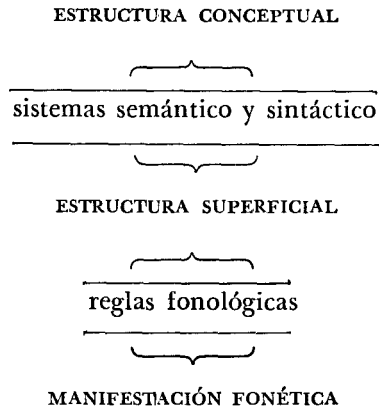 ESTRUCTURA CONCEPTUAL
sistemas semántico y sintáctico
ESTRUCTURA SUPERFICIAL
reglas fonológicas
MANIFESTACIÓN FONÉTICA